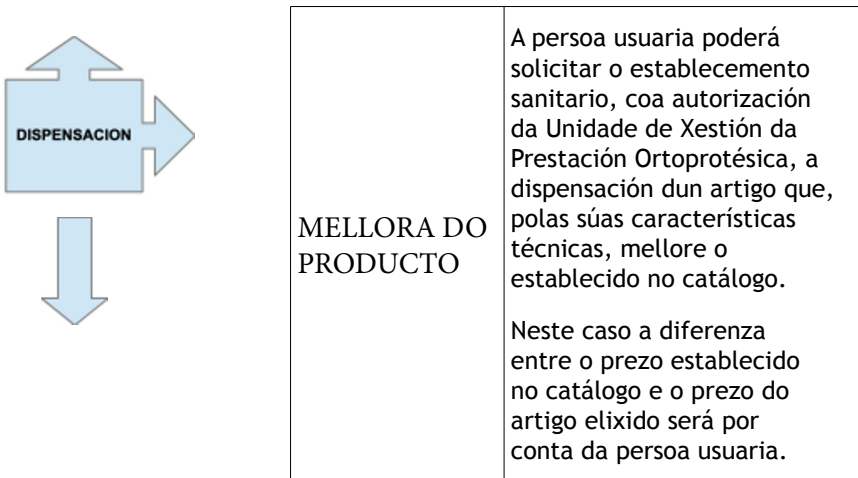 DISPENSACION
MELLORA DO
PRODUCTO
A persoa usuaria poderá
solicitar o establecemento
sanitario, coa autorización
da Unidade de Xestión da
Prestación Ortoprotésica, a
dispensación dun artigo que,
polas súas características
técnicas, mellore o
establecido no catálogo.
Neste caso a diferenza
entre o prezo establecido
no catálogo e o prezo do
artigo elixido será por
conta da persoa usuaria.